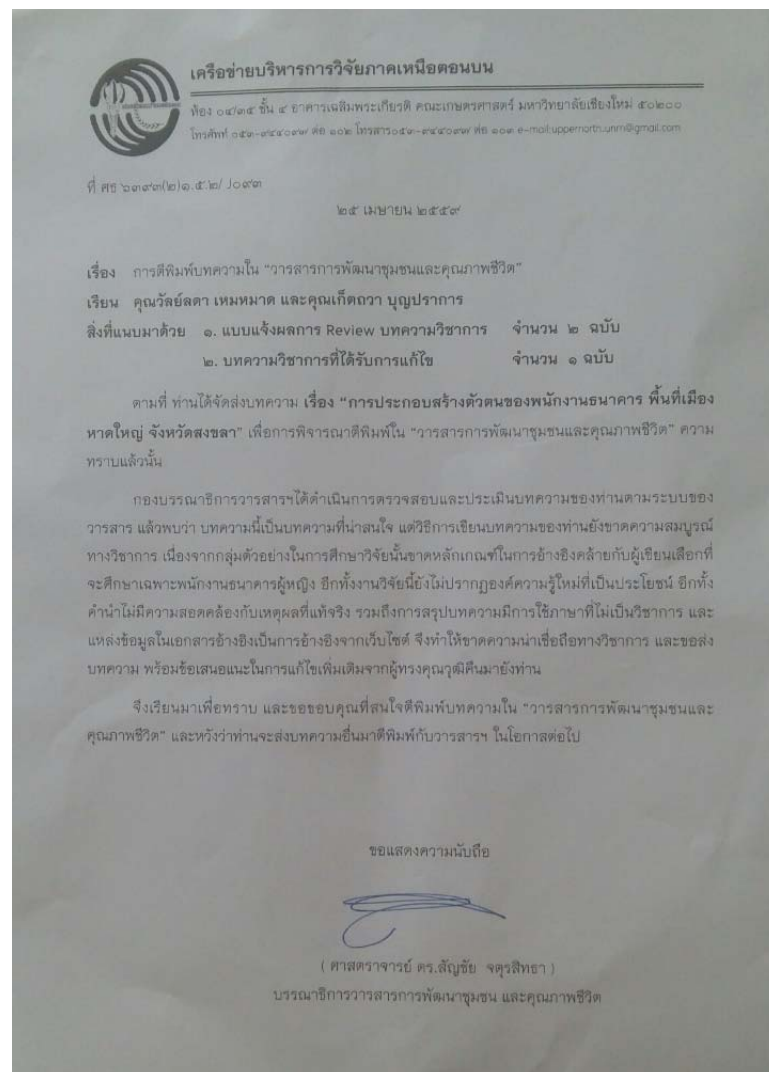 เครือข่ายบริหารการวิจัยภาคเหนือตอนบน
ห้อง ๐๔/๓๕ ชั้น ๔ อาคารเฉลิมพระเกียรติ คณะเกษตรศาสตร์ มหาวิทยาลัยเชียงใหม่ ๕๐๒๐๐
โทรศัพท์ ๐๕๓-๙๔๔๐๙๗ ต่อ ๑๐๒ โทรสาร๐๕๓-๙๔๔๐๙๗ ต่อ ๑๐๓ e-mail:uppernorth.unrn@gmail.com
ที่ ศธ ๖๓๙๓(๒)๑.๕.๒/
๒๕ เมษายน ๒๕๕๙
เรื่อง การตีพิมพ์บทความใน “วารสารการพัฒนาชุมชนและคุณภาพชีวิต”
เรียน คุณวัลย์ลดา เหมหมาด และคุณเก็ตถวา บุญปราการ
สิ่งที่แนบมาด้วย ๑. แบบแจ้งผลการ Review บทความวิชาการ จำนวน ๒ ฉบับ
๒. บทความวิชาการที่ได้รับการแก้ไข จำนวน ๑ ฉบับ
ตามที่ ท่านได้จัดส่งบทความ เรื่อง “การประกอบสร้างตัวตนของพนักงานธนาคาร พื้นที่เมือง
หาดใหญ่ จังหวัดสงขลา” เพื่อการพิจารณาตีพิมพ์ใน “วารสารการพัฒนาชุมชนและคุณภาพชีวิต” ความ
ทราบแล้วนั้น
กองบรรณาธิการวารสารฯได้ดำเนินการตรวจสอบและประเมินบทความของท่านตามระบบของ
วารสาร แล้วพบว่า บทความนี้เป็นบทความที่น่าสนใจ แต่วิธีการเขียนบทความของท่านยังขาดความสมบูรณ์
ทางวิชาการ เนื่องจากกลุ่มตัวอย่างในการศึกษาวิจัยนั้นขาดหลักเกณฑ์ในการอ้างอิงคล้ายกับผู้เขียนเลือกที่
จะศึกษาเฉพาะพนักงานธนาคารผู้หญิง อีกทั้งงานวิจัยนี้ยังไม่ปรากฏองค์ความรู้ใหม่ที่เป็นประโยชน์ อีกทั้ง
คำนำไม่มีความสอดคล้องกับเหตุผลที่แท้จริง รวมถึงการสรุปบทความมีการใช้ภาษาที่ไม่เป็นวิชาการ และ
แหล่งข้อมูลในเอกสารอ้างอิงเป็นการอ้างอิงจากเว็บไซต์ จึงทำให้ขาดความน่าเชื่อถือทางวิชาการ และขอส่ง
บทความ พร้อมข้อเสนอแนะในการแก้ไขเพิ่มเติมจากผู้ทรงคุณวุฒิคืนมายังท่าน
จึงเรียนมาเพื่อทราบ และขอขอบคุณที่สนใจตีพิมพ์บทความใน “วารสารการพัฒนาชุมชนและ
คุณภาพชีวิต” และหวังว่าท่านจะส่งบทความอื่นมาตีพิมพ์กับวารสารฯ ในโอกาสต่อไป
ขอแสดงความนับถือ
( ศาสตราจารย์ ดร.สัญชัย จตุรสิทธา )
บรรณาธิการวารสารการพัฒนาชุมชน และคุณภาพชีวิต